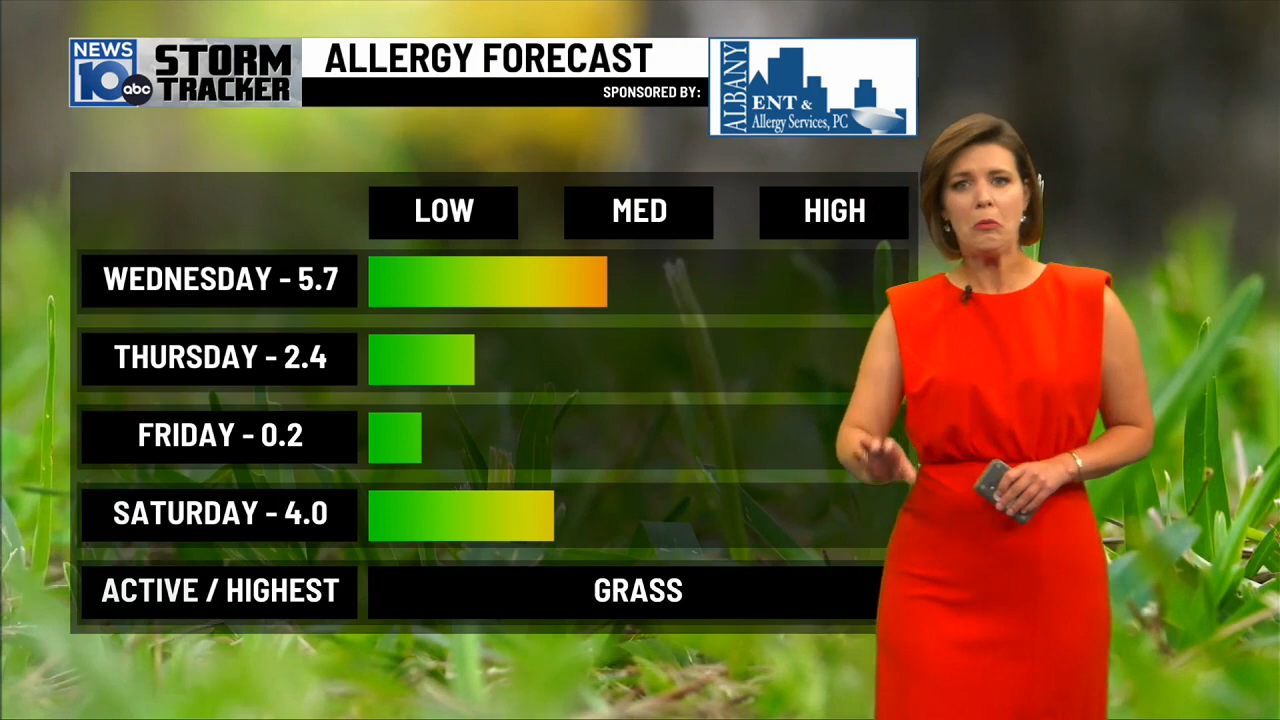 NEWS
10
abc
STORM
TRACKER
ALLERGY FORECAST
SPONSORED BY:
ALBANY
ENT &
Allergy Services, PC
LOW MED HIGH
WEDNESDAY - 5.7
THURSDAY - 2.4
FRIDAY - 0.2
SATURDAY - 4.0
ACTIVE / HIGHEST GRASS